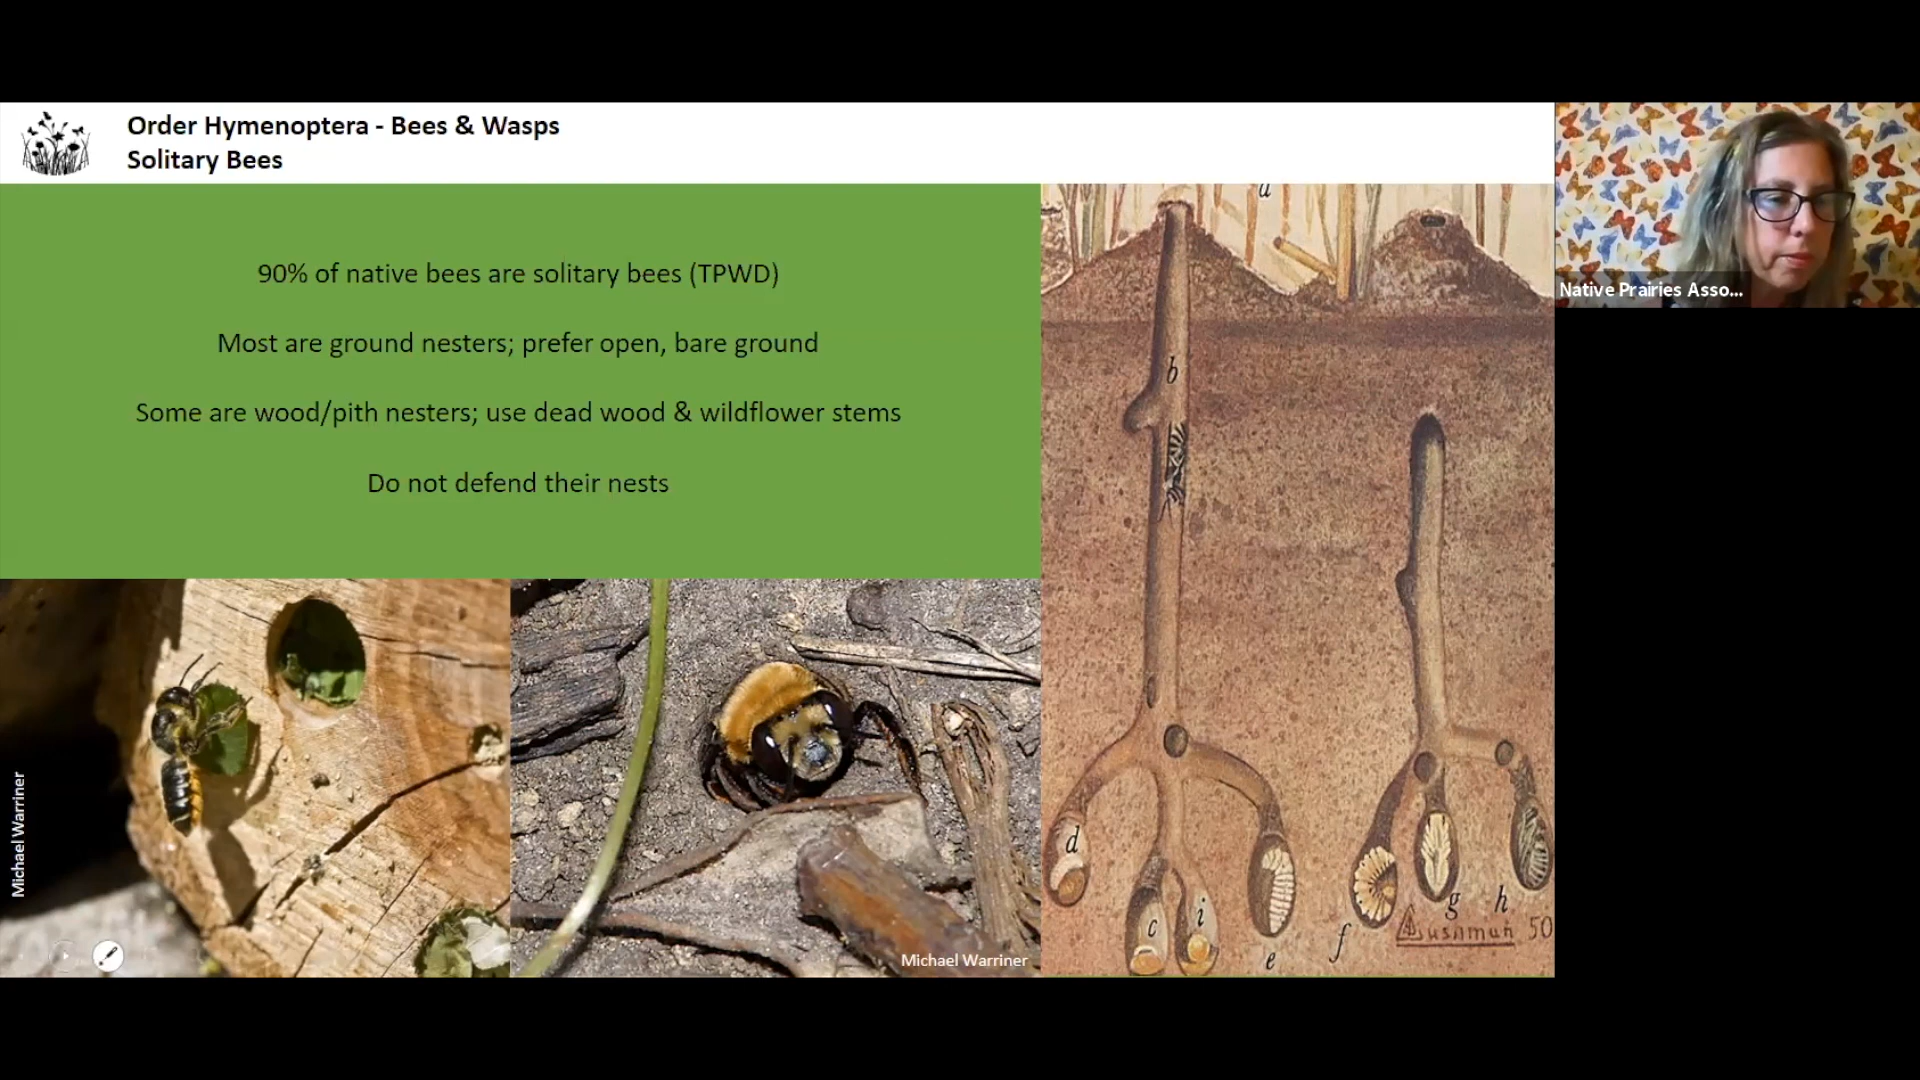 Order Hymenoptera - Bees & Wasps
Solitary Bees
90% of native bees are solitary bees (TPWD)
Most are ground nesters; prefer open, bare ground
Some are wood/pith nesters; use dead wood & wildflower stems
Do not defend their nests
Michael Warriner
Michael Warriner
a
b
d
c
i
e
f
g
h
50
Native Prairies Asso...